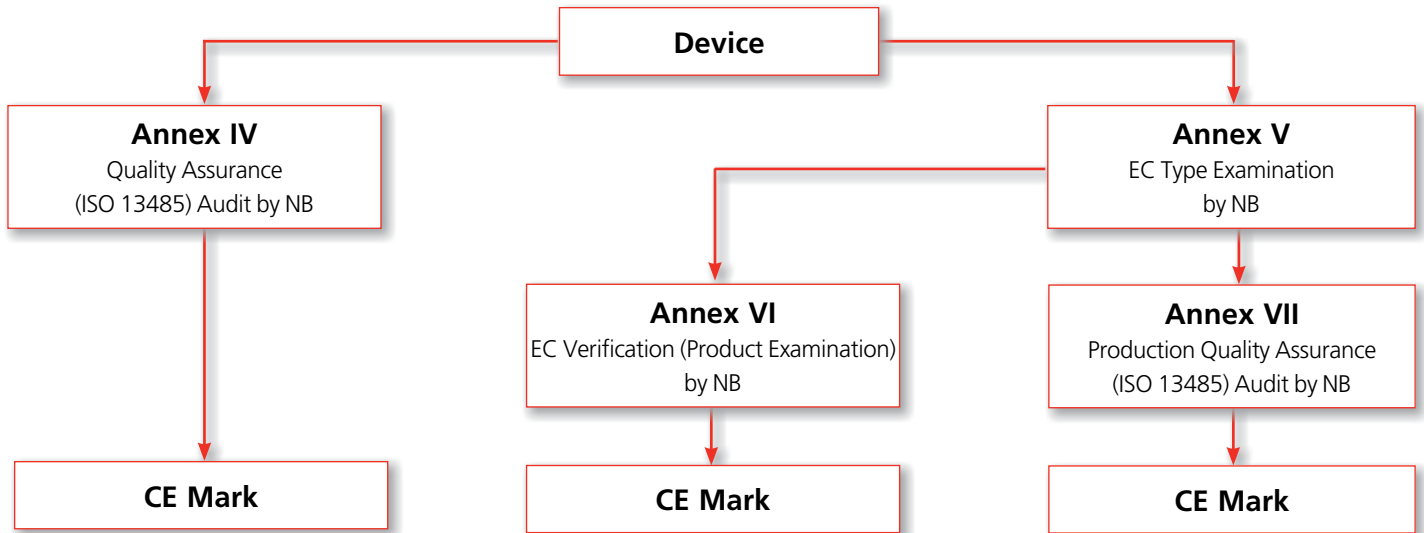 Device
Annex IV
Quality Assurance
(ISO 13485) Audit by NB
Annex V
EC Type Examination
by NB
Annex VI
EC Verification (Product Examination)
by NB
Annex VII
Production Quality Assurance
(ISO 13485) Audit by NB
CE Mark
CE Mark
CE Mark